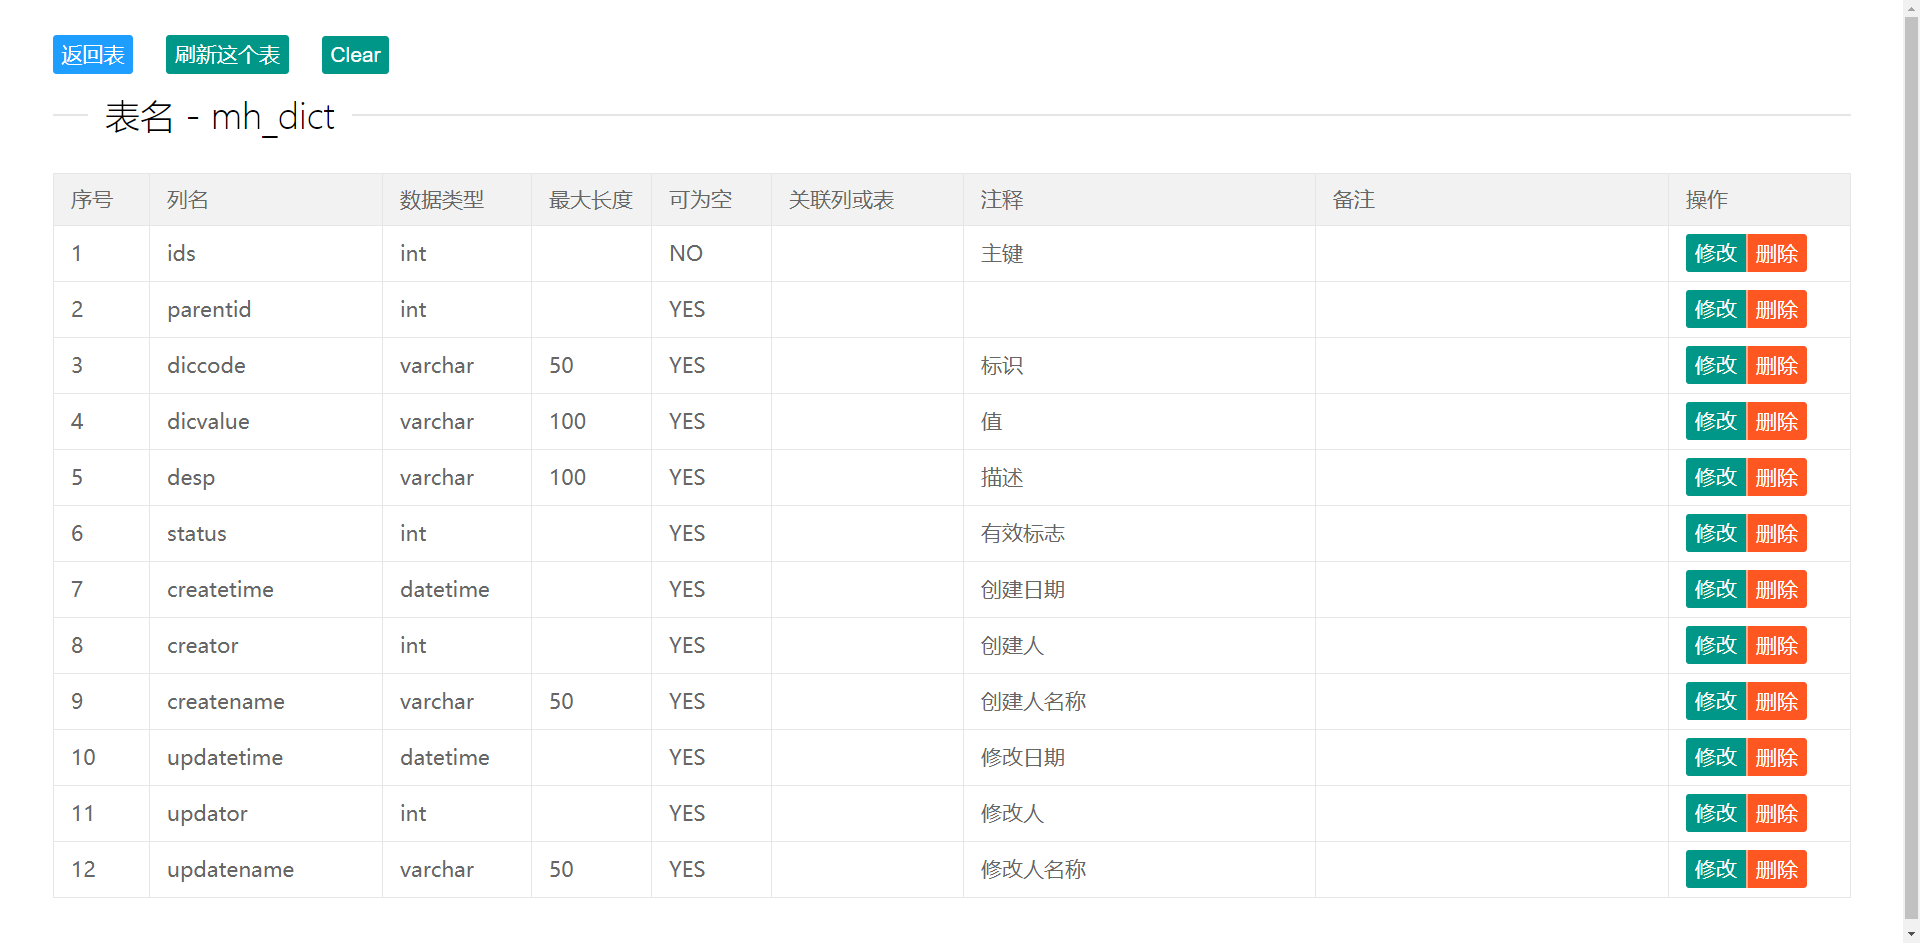 返回表 刷新这个表 Clear
表名 - mh_dict
序号 列名 数据类型 最大长度 可为空 关联列或表 注释 备注 操作
1 ids int NO 主键 修改 删除
2 parentid int YES 修改 删除
3 diccode varchar 50 YES 标识 修改 删除
4 dicvalue varchar 100 YES 值 修改 删除
5 desp varchar 100 YES 描述 修改 删除
6 status int YES 有效标志 修改 删除
7 createtime datetime YES 创建日期 修改 删除
8 creator int YES 创建人 修改 删除
9 createname varchar 50 YES 创建人名称 修改 删除
10 updatetime datetime YES 修改日期 修改 删除
11 updator int YES 修改人 修改 删除
12 updatename varchar 50 YES 修改人名称 修改 删除